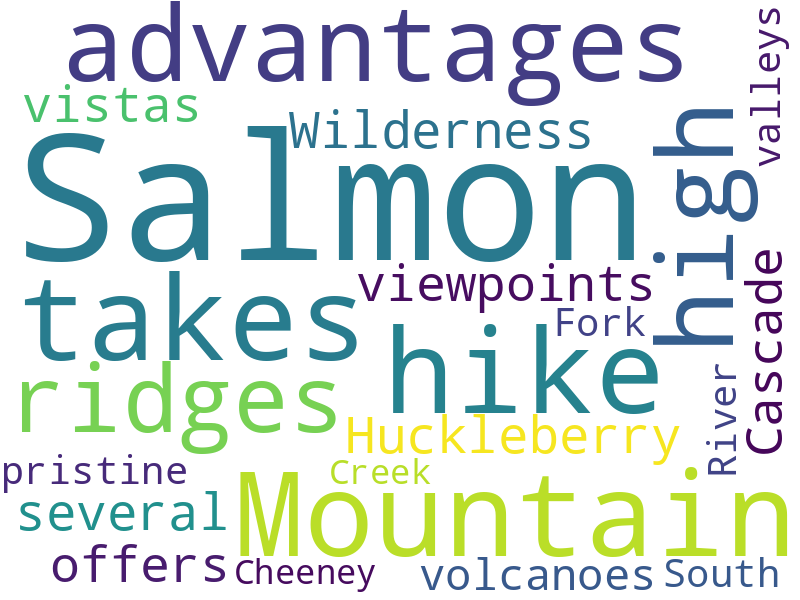 advantages
valleys
vistas
Wilderness
high
Salmon
viewpoints
Cascade
takes
Fork
hike
ridges
River
Huckleberry
pristine
Creek
Mountain
several
offers
Cheeney
volcanoes
South